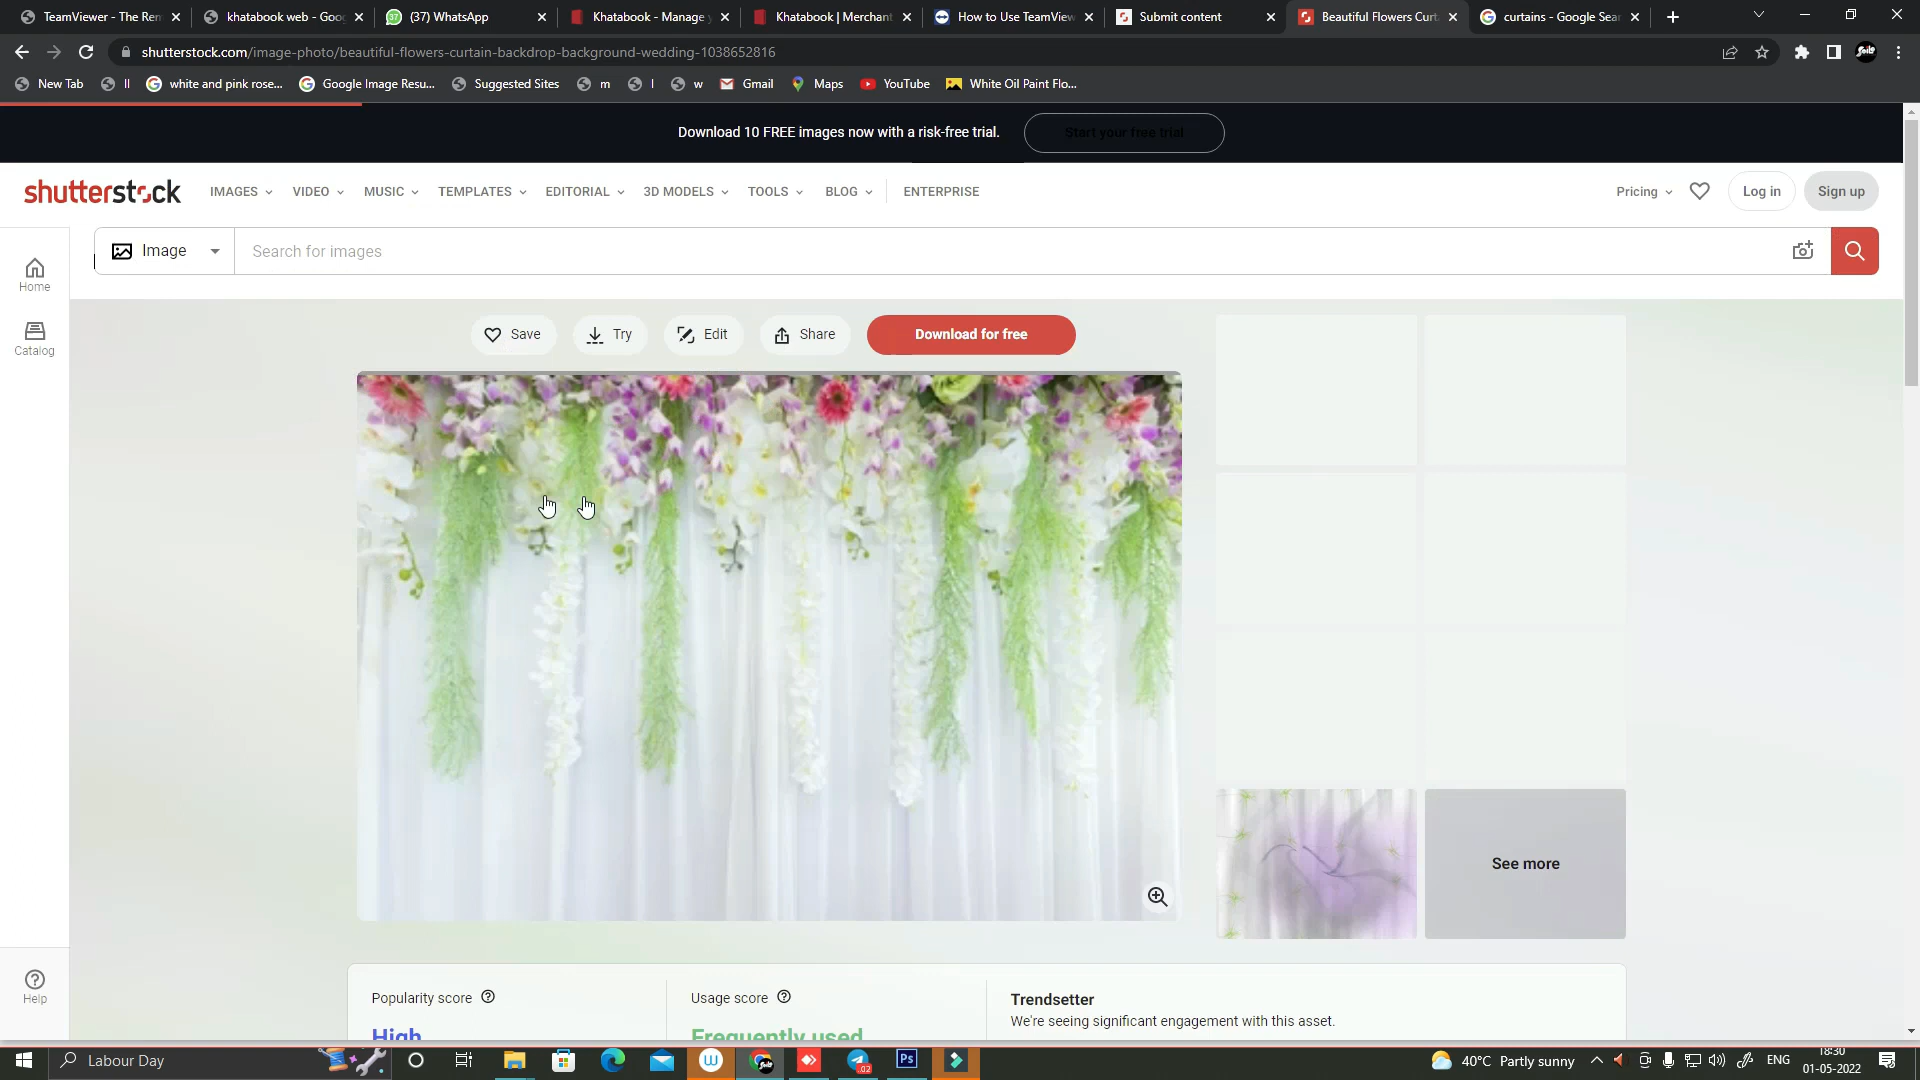 TeamViewer - The Rem
khatabook web - Goo
(37) WhatsApp
Khatabook - Manage y
Khatabook | Merchant
How to Use TeamView
Submit content
Beautiful Flowers Curt
curtains - Google Sear
shutterstock.com/image-photo/beautiful-flowers-curtain-backdrop-background-wedding-1038652816
New Tab
ll
white and pink rose...
Google Image Resu...
Suggested Sites
m
l
w
Gmail
Maps
YouTube
White Oil Paint Flo...
Download 10 FREE images now with a risk-free trial.
Start your free trial
shutterstock
IMAGES
VIDEO
MUSIC
TEMPLATES
EDITORIAL
3D MODELS
TOOLS
BLOG
ENTERPRISE
Pricing
Log in
Sign up
Image
Search for images
Home
Catalog
Save
Try
Edit
Share
Download for free
See more
Help
Popularity score
High
Usage score
Frequently used
Trendsetter
We're seeing significant engagement with this asset.
Labour Day
40°C Partly sunny
ENG
18:30
01-05-2022